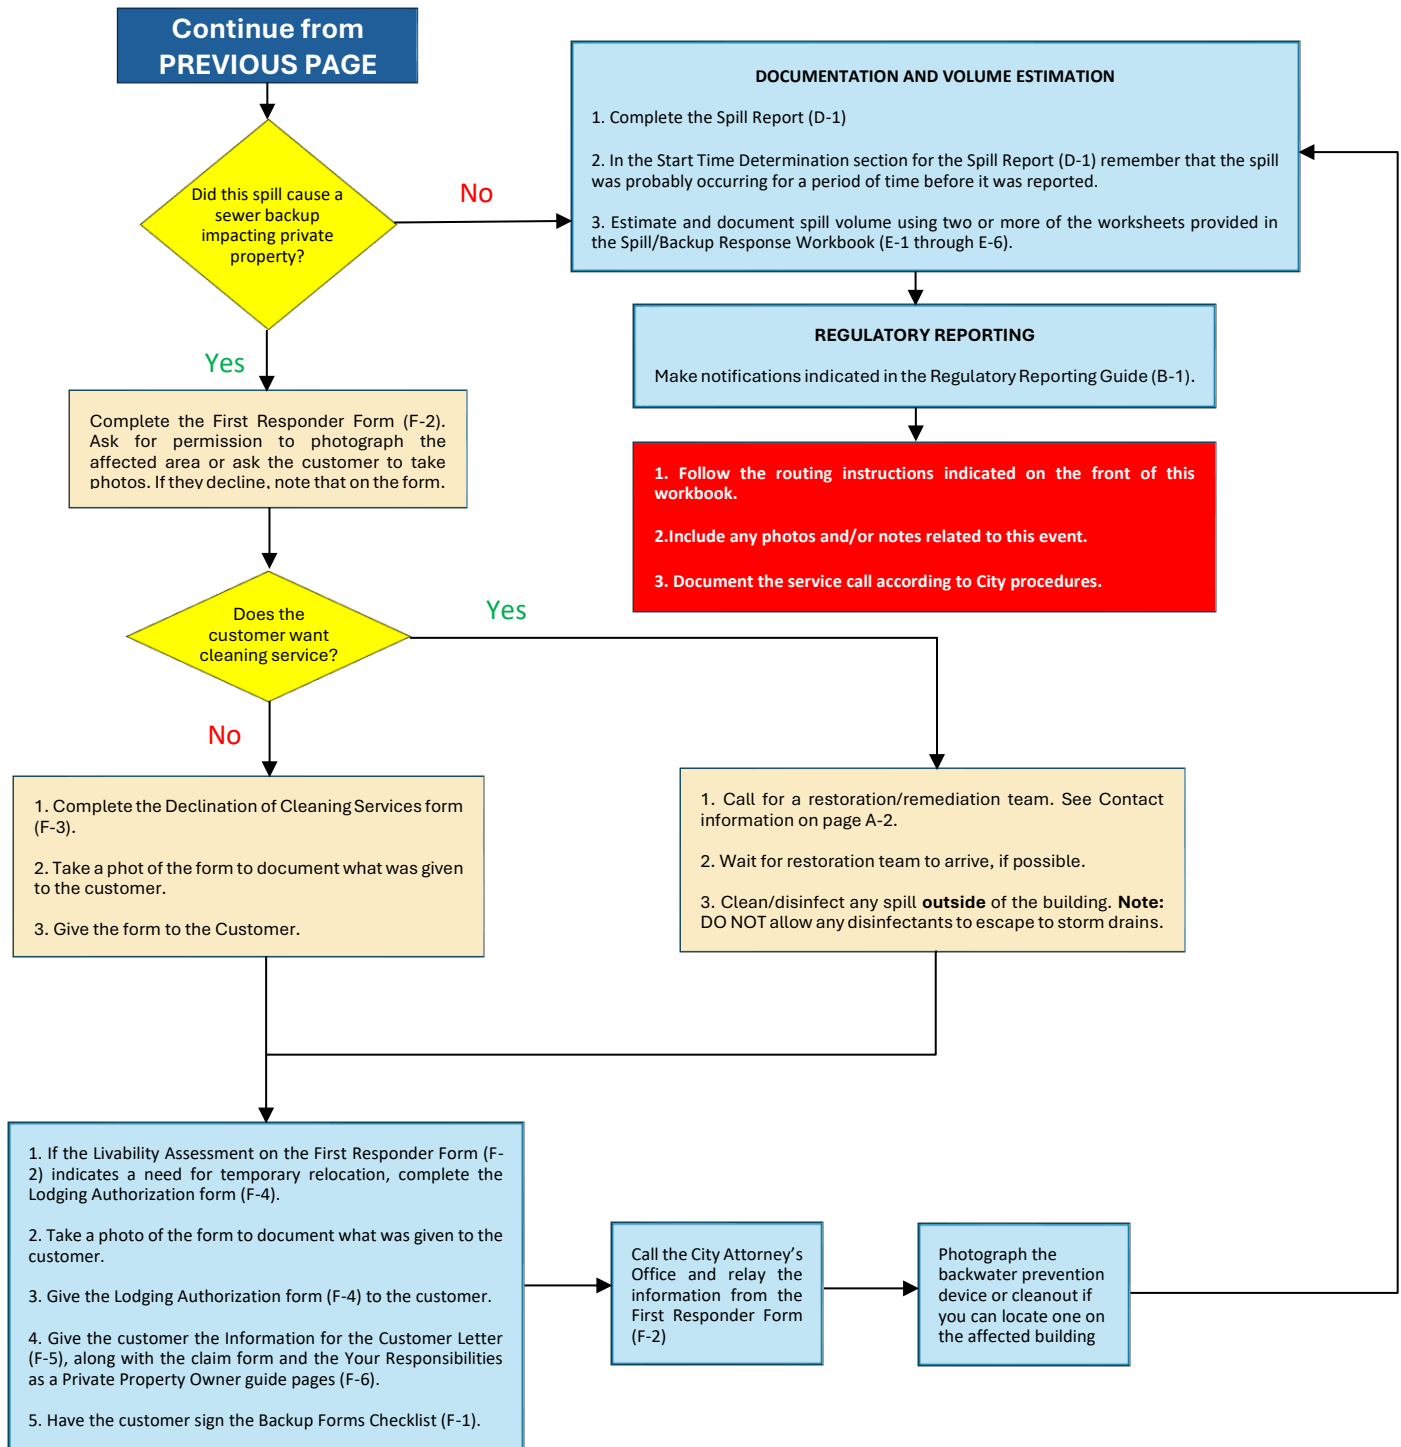 Continue from
PREVIOUS PAGE
Did this spill cause a
sewer backup
impacting private
property?
No
Yes
DOCUMENTATION AND VOLUME ESTIMATION
1. Complete the Spill Report (D-1)
2. In the Start Time Determination section for the Spill Report (D-1) remember that the spill
was probably occurring for a period of time before it was reported.
3. Estimate and document spill volume using two or more of the worksheets provided in
the Spill/Backup Response Workbook (E-1 through E-6).
REGULATORY REPORTING
Make notifications indicated in the Regulatory Reporting Guide (B-1).
1. Follow the routing instructions indicated on the front of this
workbook.
2.Include any photos and/or notes related to this event.
3. Document the service call according to City procedures.
Complete the First Responder Form (F-2).
Ask for permission to photograph the
affected area or ask the customer to take
photos. If they decline, note that on the form.
Does the
customer want
cleaning service?
Yes
No
1. Complete the Declination of Cleaning Services form
(F-3).
2. Take a phot of the form to document what was given
to the customer.
3. Give the form to the Customer.
1. Call for a restoration/remediation team. See Contact
information on page A-2.
2. Wait for restoration team to arrive, if possible.
3. Clean/disinfect any spill outside of the building. Note:
DO NOT allow any disinfectants to escape to storm drains.
1. If the Livability Assessment on the First Responder Form (F-
2) indicates a need for temporary relocation, complete the
Lodging Authorization form (F-4).
2. Take a photo of the form to document what was given to the
customer.
3. Give the Lodging Authorization form (F-4) to the customer.
4. Give the customer the Information for the Customer Letter
(F-5), along with the claim form and the Your Responsibilities
as a Private Property Owner guide pages (F-6).
5. Have the customer sign the Backup Forms Checklist (F-1).
Call the City Attorney's
Office and relay the
information from the
First Responder Form
(F-2)
Photograph the
backwater prevention
device or cleanout if
you can locate one on
the affected building